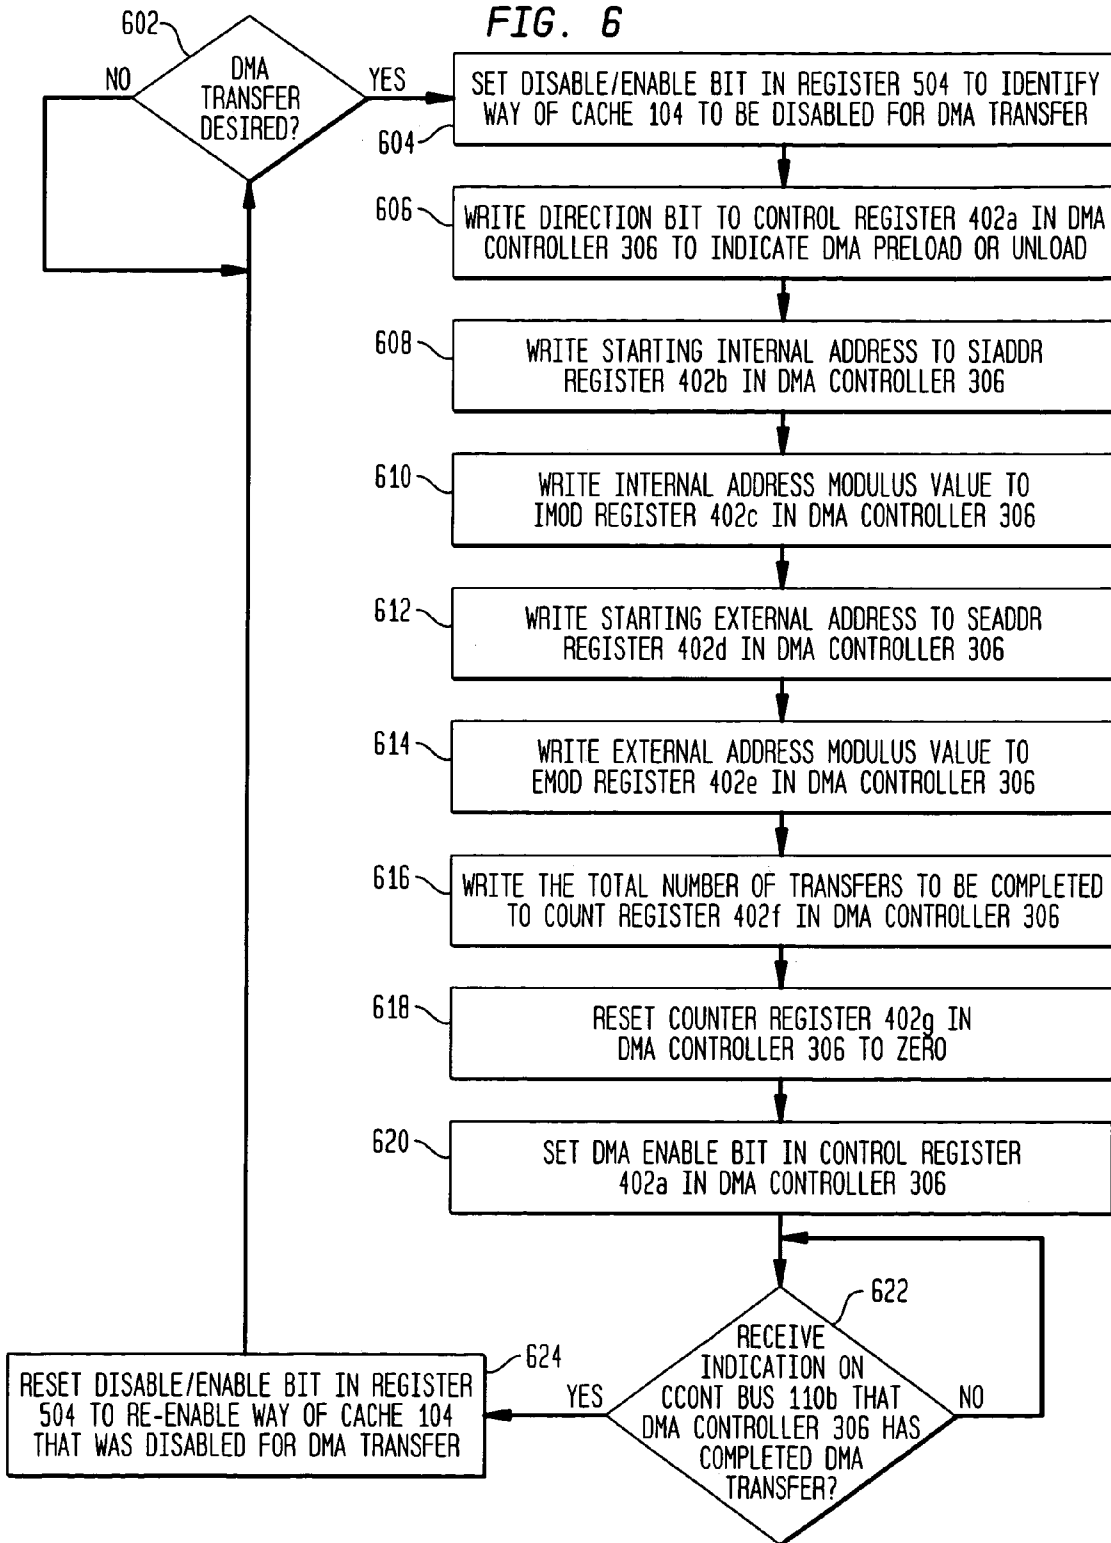 FIG. 6
602
DMA
TRANSFER
DESIRED?
NO
YES
SET DISABLE/ENABLE BIT IN REGISTER 504 TO IDENTIFY
WAY OF CACHE 104 TO BE DISABLED FOR DMA TRANSFER
604
606
WRITE DIRECTION BIT TO CONTROL REGISTER 402a IN DMA
CONTROLLER 306 TO INDICATE DMA PRELOAD OR UNLOAD
608
WRITE STARTING INTERNAL ADDRESS TO SIADDR
REGISTER 402b IN DMA CONTROLLER 306
610
WRITE INTERNAL ADDRESS MODULUS VALUE TO
IMOD REGISTER 402c IN DMA CONTROLLER 306
612
WRITE STARTING EXTERNAL ADDRESS TO SEADDR
REGISTER 402d IN DMA CONTROLLER 306
614
WRITE EXTERNAL ADDRESS MODULUS VALUE TO
EMOD REGISTER 402e IN DMA CONTROLLER 306
616
WRITE THE TOTAL NUMBER OF TRANSFERS TO BE COMPLETED
TO COUNT REGISTER 402f IN DMA CONTROLLER 306
618
RESET COUNTER REGISTER 402g IN
DMA CONTROLLER 306 TO ZERO
620
SET DMA ENABLE BIT IN CONTROL REGISTER
402a IN DMA CONTROLLER 306
622
RECEIVE
INDICATION ON
CCONT BUS 110b THAT
DMA CONTROLLER 306 HAS
COMPLETED DMA
TRANSFER?
NO
YES
624
RESET DISABLE/ENABLE BIT IN REGISTER
504 TO RE-ENABLE WAY OF CACHE 104
THAT WAS DISABLED FOR DMA TRANSFER